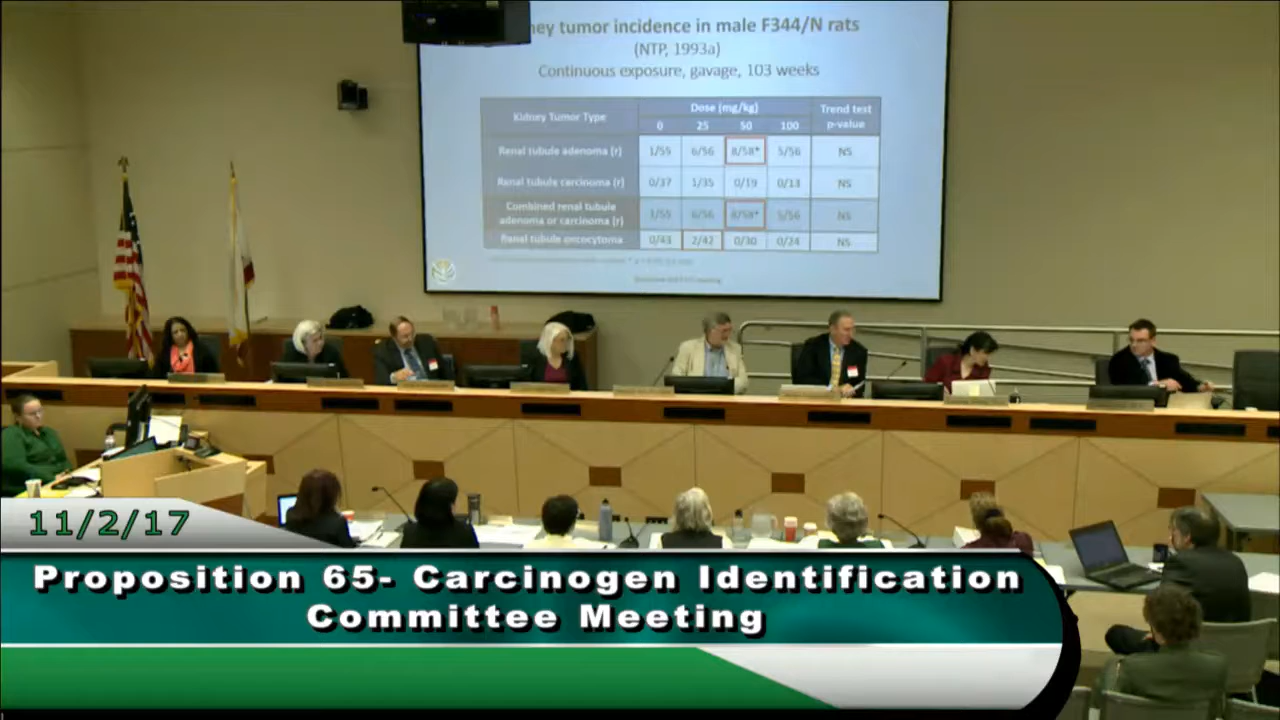 ney tumor incidence in male F344/N rats
(NTP, 1993a)
Continuous exposure, gavage, 103 weeks
Kidney Tumor Type Dose (mg/kg) Trend test p-value
0 25 50 100
Renal tubule adenoma (r) 1/55 6/56 8/58* 5/56 NS
Renal tubule carcinoma (r) 0/37 1/35 0/19 0/13 NS
Combined renal tubule
adenoma or carcinoma (r) 1/55 6/56 8/58* 5/56 NS
Renal tubule oncocytoma 0/43 2/42 0/30 0/24 NS
11/2/17
Proposition 65- Carcinogen Identification
Committee Meeting